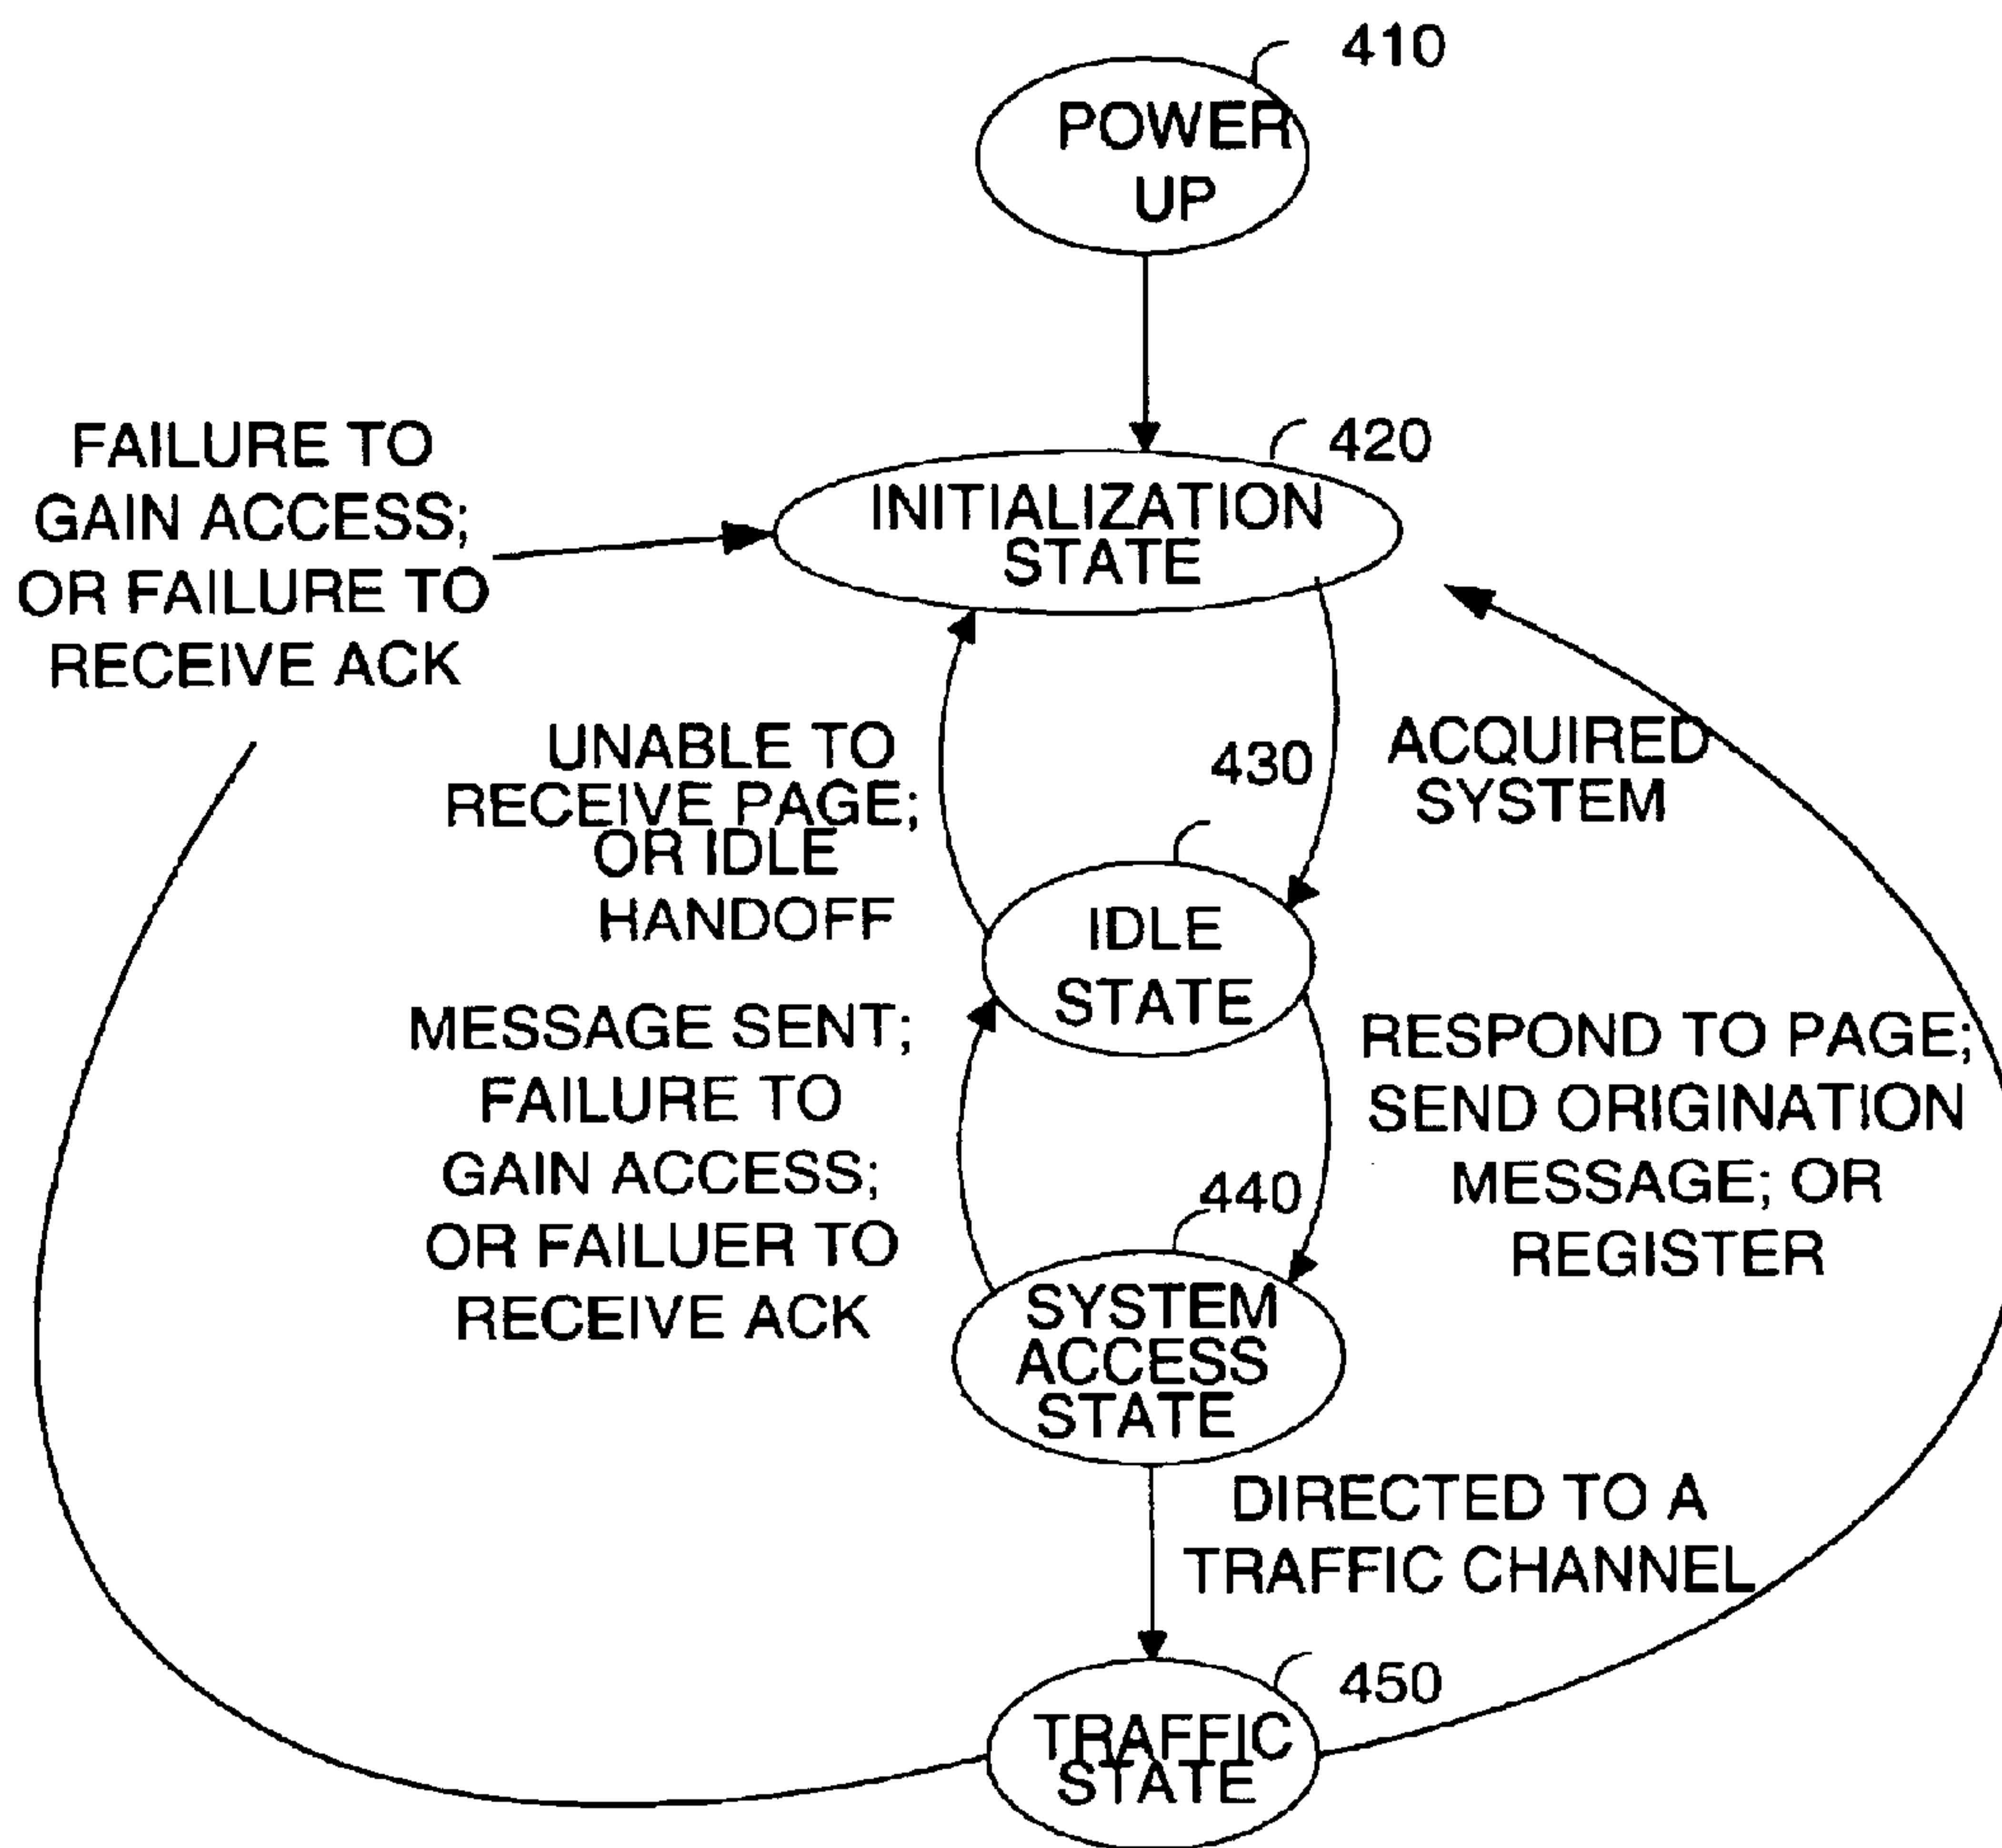 410
POWER
UP
420
INITIALIZATION
STATE
FAILURE TO
GAIN ACCESS;
OR FAILURE TO
RECEIVE ACK
UNABLE TO
RECEIVE PAGE;
OR IDLE
HANDOFF
430
ACQUIRED
SYSTEM
IDLE
STATE
MESSAGE SENT;
FAILURE TO
GAIN ACCESS;
OR FAILUER TO
RECEIVE ACK
RESPOND TO PAGE;
SEND ORIGINATION
MESSAGE; OR
REGISTER
440
SYSTEM
ACCESS
STATE
DIRECTED TO A
TRAFFIC CHANNEL
450
TRAFFIC
STATE